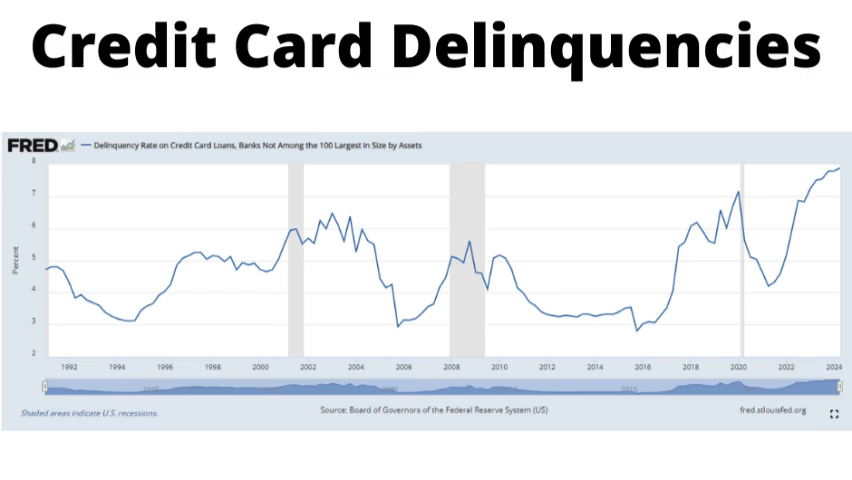 Credit Card Delinquencies
FRED — Delinquency Rate on Credit Card Loans, Banks Not Among the 100 Largest in Size by Assets
8
7
6
5
4
3
2
Percent
1992 1994 1996 1998 2000 2002 2004 2006 2008 2010 2012 2014 2016 2018 2020 2022 2024
Shaded areas indicate U.S. recessions.
Source: Board of Governors of the Federal Reserve System (US)
fred.stlouisfed.org